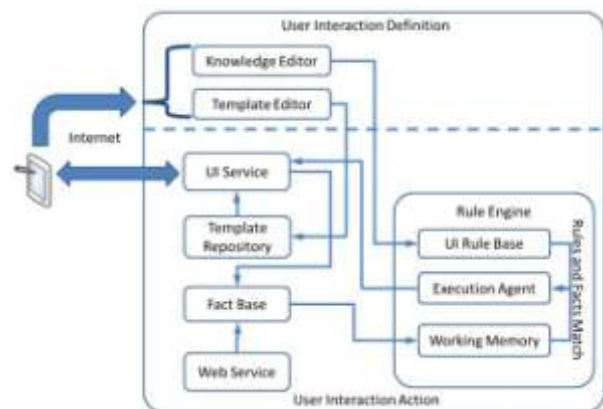 User Interaction Definition
Knowledge Editor
Template Editor
Internet
UI Service
Template
Repository
Fact Base
Web Service
Rule Engine
UI Rule Base
Execution Agent
Working Memory
Rules and Facts Match
User Interaction Action